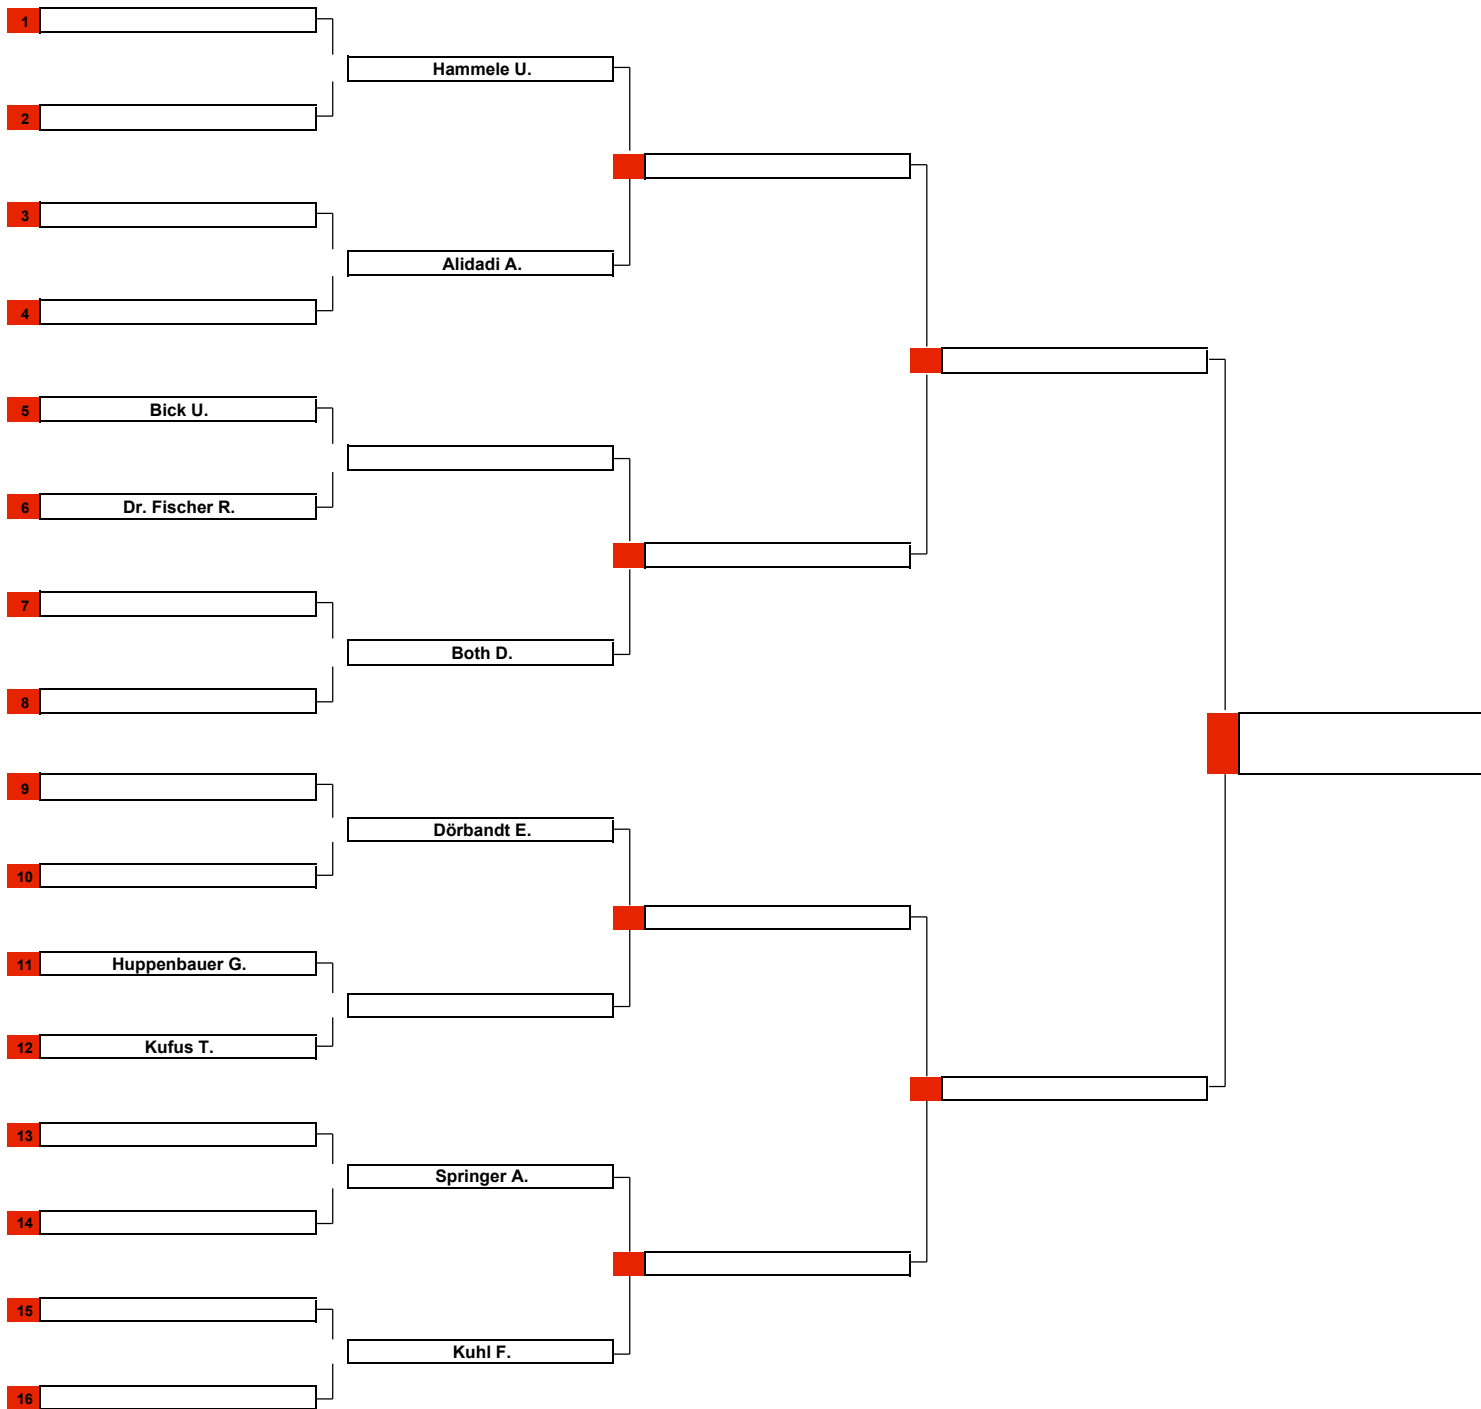 1
Hammele U.
2
3
Alidadi A.
4
5 Bick U.
6 Dr. Fischer R.
7
Both D.
8
9
Dörbandt E.
10
11 Huppenbauer G.
12 Kufus T.
13
Springer A.
14
15
Kuhl F.
16